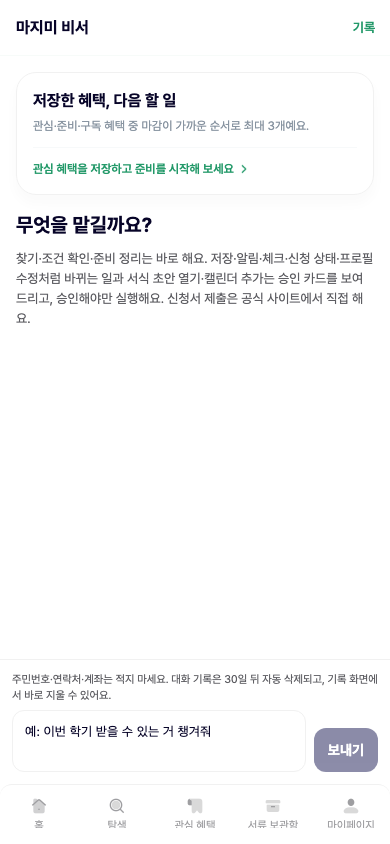 마지미 비서
기록
저장한 혜택, 다음 할 일
관심·준비·구독 혜택 중 마감이 가까운 순서로 최대 3개예요.
관심 혜택을 저장하고 준비를 시작해 보세요
무엇을 맡길까요?
찾기·조건 확인·준비 정리는 바로 해요. 저장·알림·체크·신청 상태·프로필
수정처럼 바뀌는 일과 서식 초안 열기·캘린더 추가는 승인 카드를 보여
드리고, 승인해야만 실행해요. 신청서 제출은 공식 사이트에서 직접 해
요.
주민번호·연락처·계좌는 적지 마세요. 대화 기록은 30일 뒤 자동 삭제되고, 기록 화면에
서 바로 지울 수 있어요.
예: 이번 학기 받을 수 있는 거 챙겨줘
보내기
홈
탐색
관심 혜택
서류 보관함
마이페이지